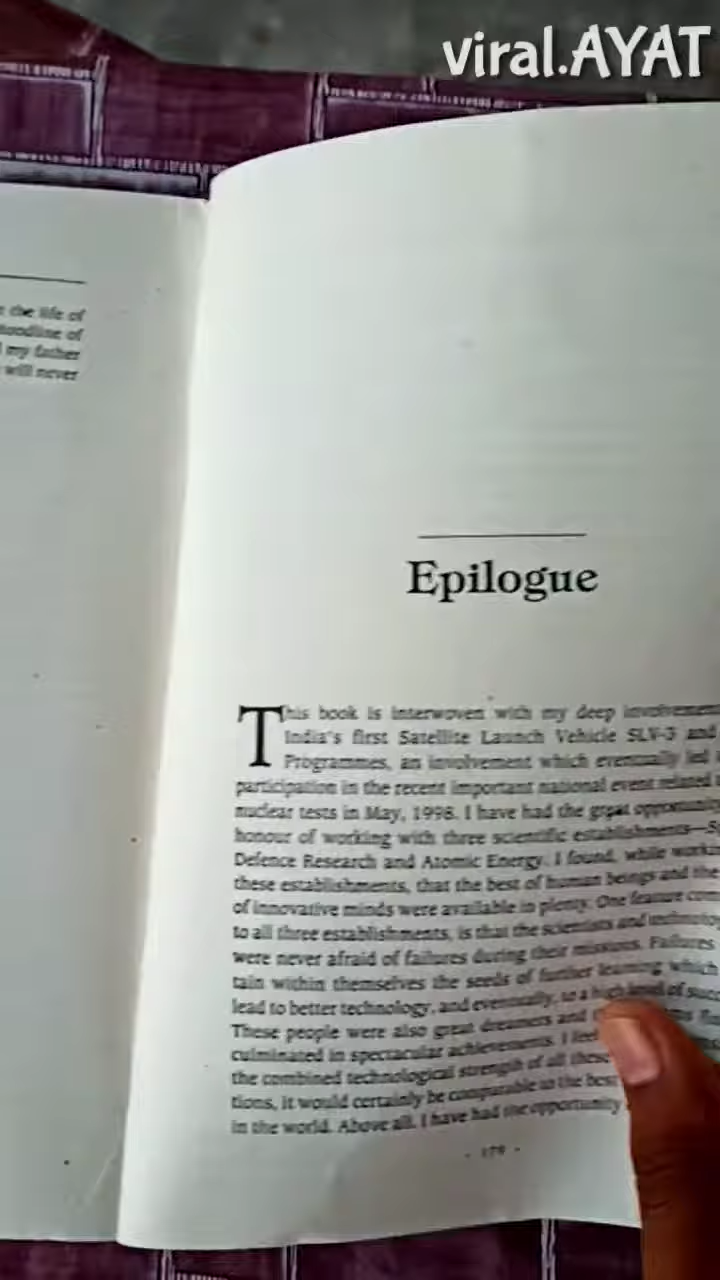 viral.AYAT
the life of
bloodline of
my father
will never
Epilogue
This book is interwoven with my deep involvement
India's first Satellite Launch Vehicle SLV-3 and
Programmes, an involvement which eventually led
participation in the recent important national event related
nuclear tests in May, 1998. I have had the great opportunity
honour of working with three scientific establishments—
Defence Research and Atomic Energy. I found, while
these establishments, that the best of human beings and the
of innovative minds were available in plenty. One feature
to all three establishments, is that the scientists and
were never afraid of failures during their missions. Failures
tain within themselves the seeds of further learning which
lead to better technology, and eventually, to a high level of
These people were also great dreamers and
culminated in spectacular achievements. I feel
the combined technological strength of all these
tions, it would certainly be comparable to the best
in the world. Above all, I have had the opportunity
- 179 -